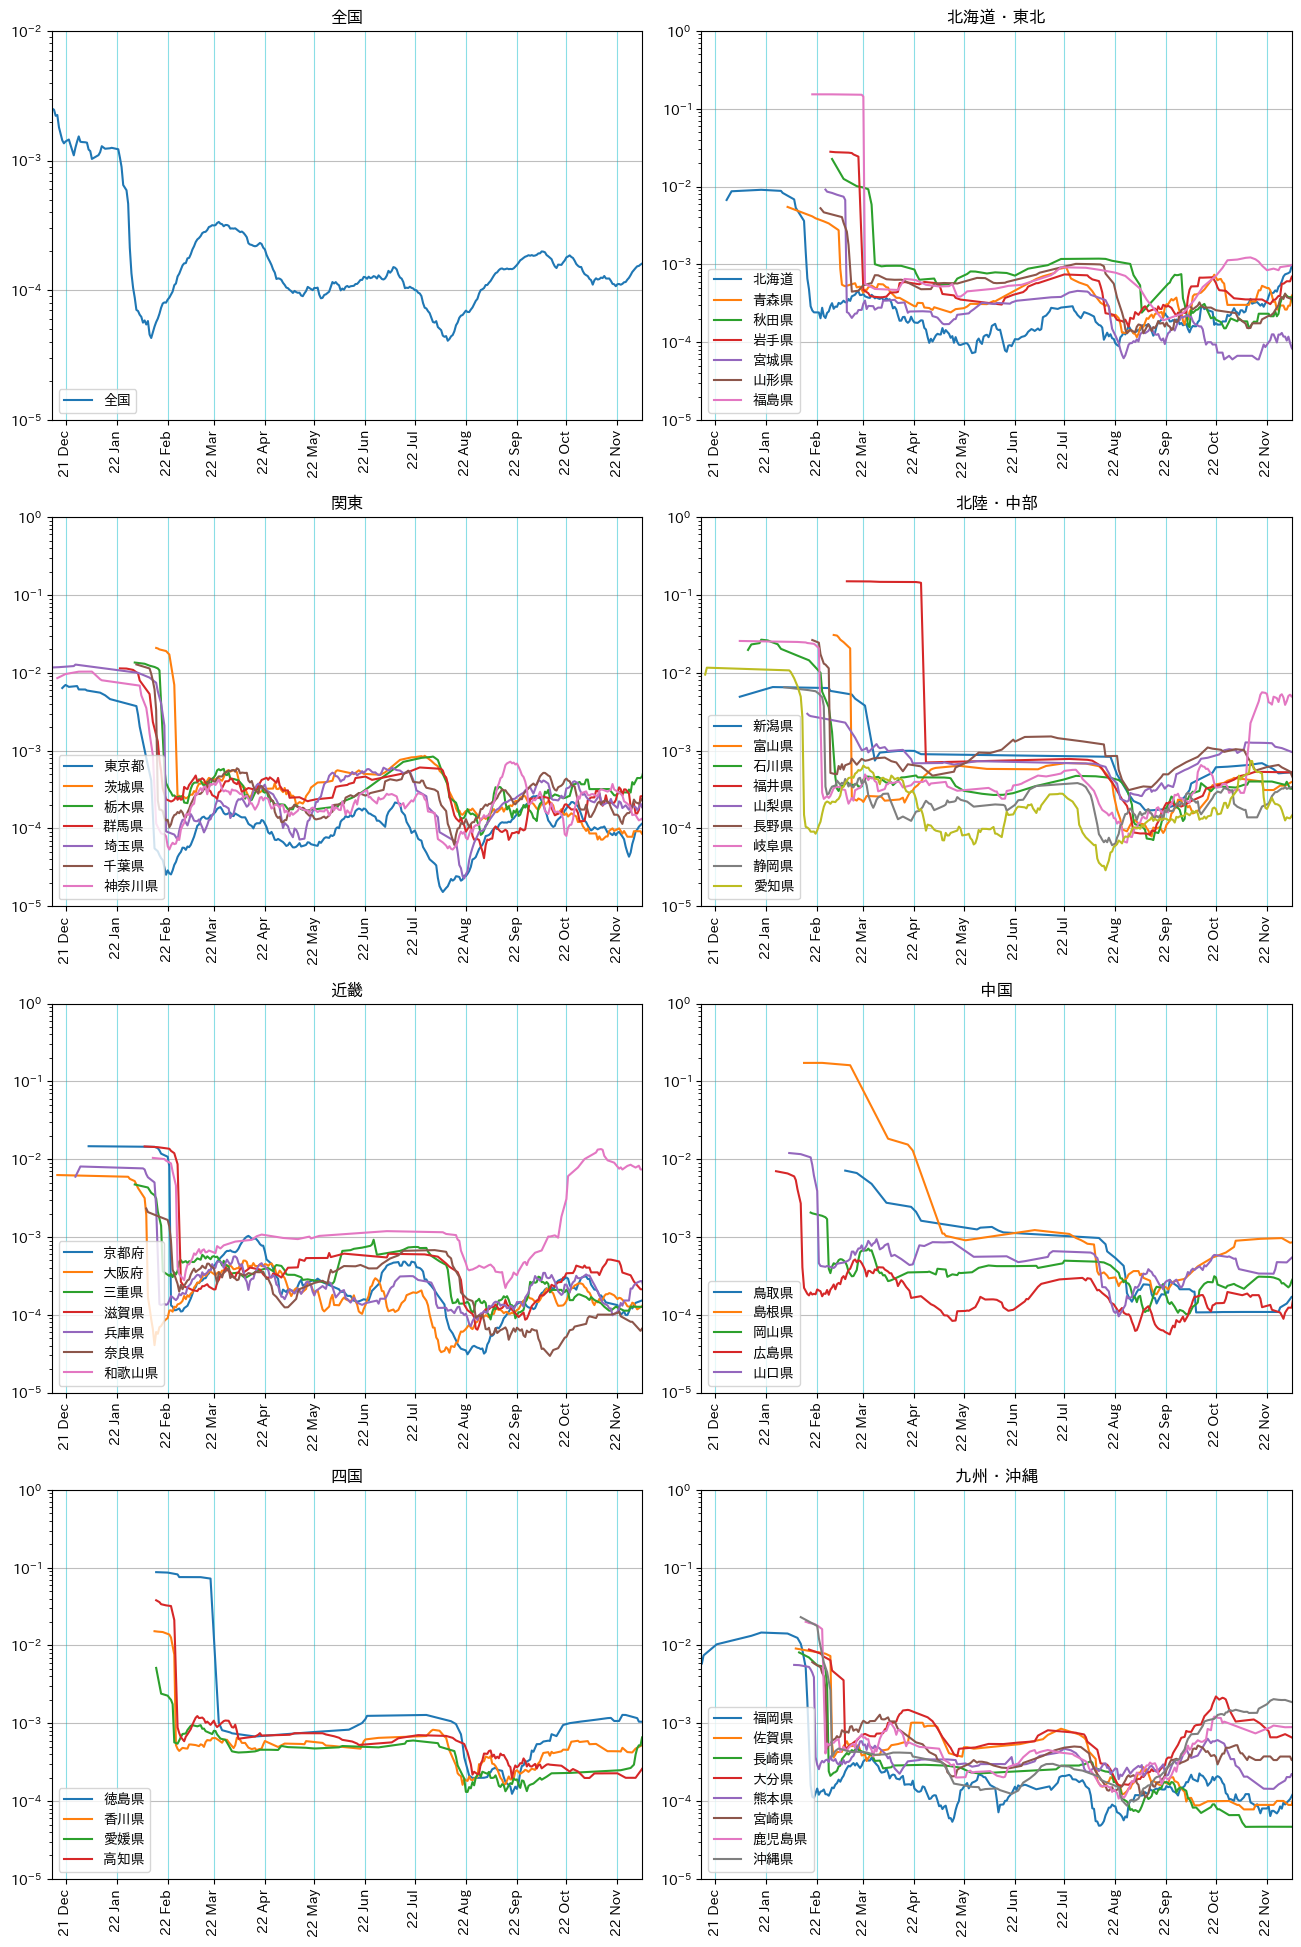 全国
10⁻²
10⁻³
10⁻⁴
10⁻⁵
全国
21 Dec
22 Jan
22 Feb
22 Mar
22 Apr
22 May
22 Jun
22 Jul
22 Aug
22 Sep
22 Oct
22 Nov
北海道・東北
10⁰
10⁻¹
10⁻²
10⁻³
10⁻⁴
10⁻⁵
北海道
青森県
秋田県
岩手県
宮城県
山形県
福島県
21 Dec
22 Jan
22 Feb
22 Mar
22 Apr
22 May
22 Jun
22 Jul
22 Aug
22 Sep
22 Oct
22 Nov
関東
10⁰
10⁻¹
10⁻²
10⁻³
10⁻⁴
10⁻⁵
東京都
茨城県
栃木県
群馬県
埼玉県
千葉県
神奈川県
21 Dec
22 Jan
22 Feb
22 Mar
22 Apr
22 May
22 Jun
22 Jul
22 Aug
22 Sep
22 Oct
22 Nov
北陸・中部
10⁰
10⁻¹
10⁻²
10⁻³
10⁻⁴
10⁻⁵
新潟県
富山県
石川県
福井県
山梨県
長野県
岐阜県
静岡県
愛知県
21 Dec
22 Jan
22 Feb
22 Mar
22 Apr
22 May
22 Jun
22 Jul
22 Aug
22 Sep
22 Oct
22 Nov
近畿
10⁰
10⁻¹
10⁻²
10⁻³
10⁻⁴
10⁻⁵
京都府
大阪府
三重県
滋賀県
兵庫県
奈良県
和歌山県
21 Dec
22 Jan
22 Feb
22 Mar
22 Apr
22 May
22 Jun
22 Jul
22 Aug
22 Sep
22 Oct
22 Nov
中国
10⁰
10⁻¹
10⁻²
10⁻³
10⁻⁴
10⁻⁵
鳥取県
島根県
岡山県
広島県
山口県
21 Dec
22 Jan
22 Feb
22 Mar
22 Apr
22 May
22 Jun
22 Jul
22 Aug
22 Sep
22 Oct
22 Nov
四国
10⁰
10⁻¹
10⁻²
10⁻³
10⁻⁴
10⁻⁵
徳島県
香川県
愛媛県
高知県
21 Dec
22 Jan
22 Feb
22 Mar
22 Apr
22 May
22 Jun
22 Jul
22 Aug
22 Sep
22 Oct
22 Nov
九州・沖縄
10⁰
10⁻¹
10⁻²
10⁻³
10⁻⁴
10⁻⁵
福岡県
佐賀県
長崎県
大分県
熊本県
宮崎県
鹿児島県
沖縄県
21 Dec
22 Jan
22 Feb
22 Mar
22 Apr
22 May
22 Jun
22 Jul
22 Aug
22 Sep
22 Oct
22 Nov